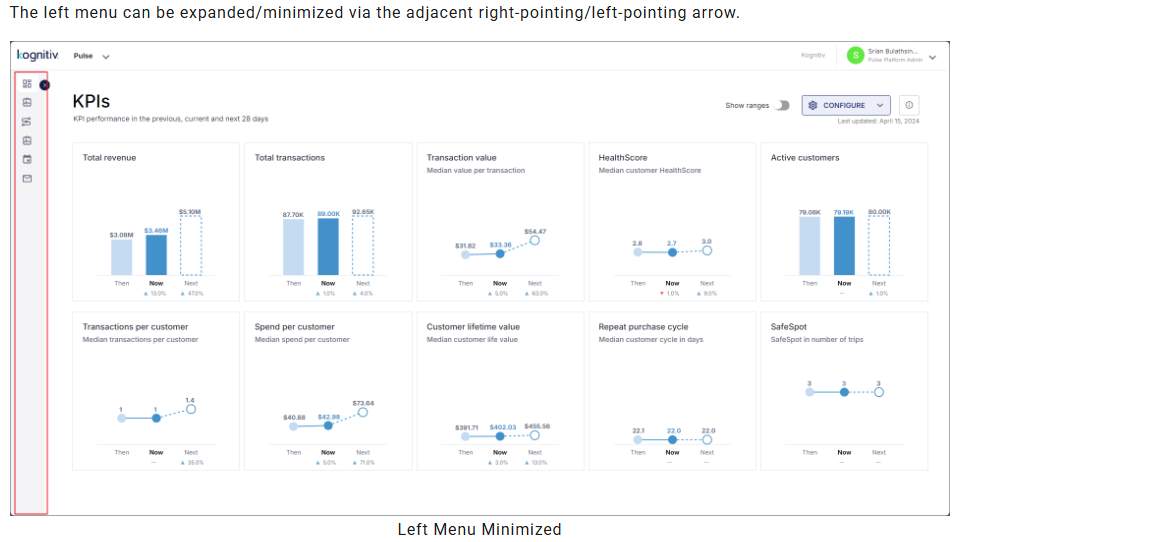 The left menu can be expanded/minimized via the adjacent right-pointing/left-pointing arrow.
kognitiv Pulse Kognitiv S Srian Bulathsin...
Pulse Platform Admin
KPIs
KPI performance in the previous, current and next 28 days
Show ranges CONFIGURE
Last updated: April 15, 2024
Total revenue
$3.08M $3.46M $5.10M
Then Now Next
▲ 13.0% ▲ 47.0%
Total transactions
87.70K 89.00K 92.65K
Then Now Next
▲ 1.0% ▲ 4.0%
Transaction value
Median value per transaction
$31.82 $33.36 $54.47
Then Now Next
▲ 5.0% ▲ 63.0%
HealthScore
Median customer HealthScore
2.8 2.7 3.0
Then Now Next
▼ 1.0% ▲ 9.0%
Active customers
79.08K 79.19K 80.00K
Then Now Next
– ▲ 1.0%
Transactions per customer
Median transactions per customer
1 1 1.4
Then Now Next
– ▲ 35.0%
Spend per customer
Median spend per customer
$40.88 $42.98 $73.64
Then Now Next
▲ 5.0% ▲ 71.0%
Customer lifetime value
Median customer life value
$391.71 $402.03 $455.58
Then Now Next
▲ 3.0% ▲ 13.0%
Repeat purchase cycle
Median customer cycle in days
22.1 22.0 22.0
Then Now Next
– –
SafeSpot
SafeSpot in number of trips
3 3 3
Then Now Next
– –
Left Menu Minimized